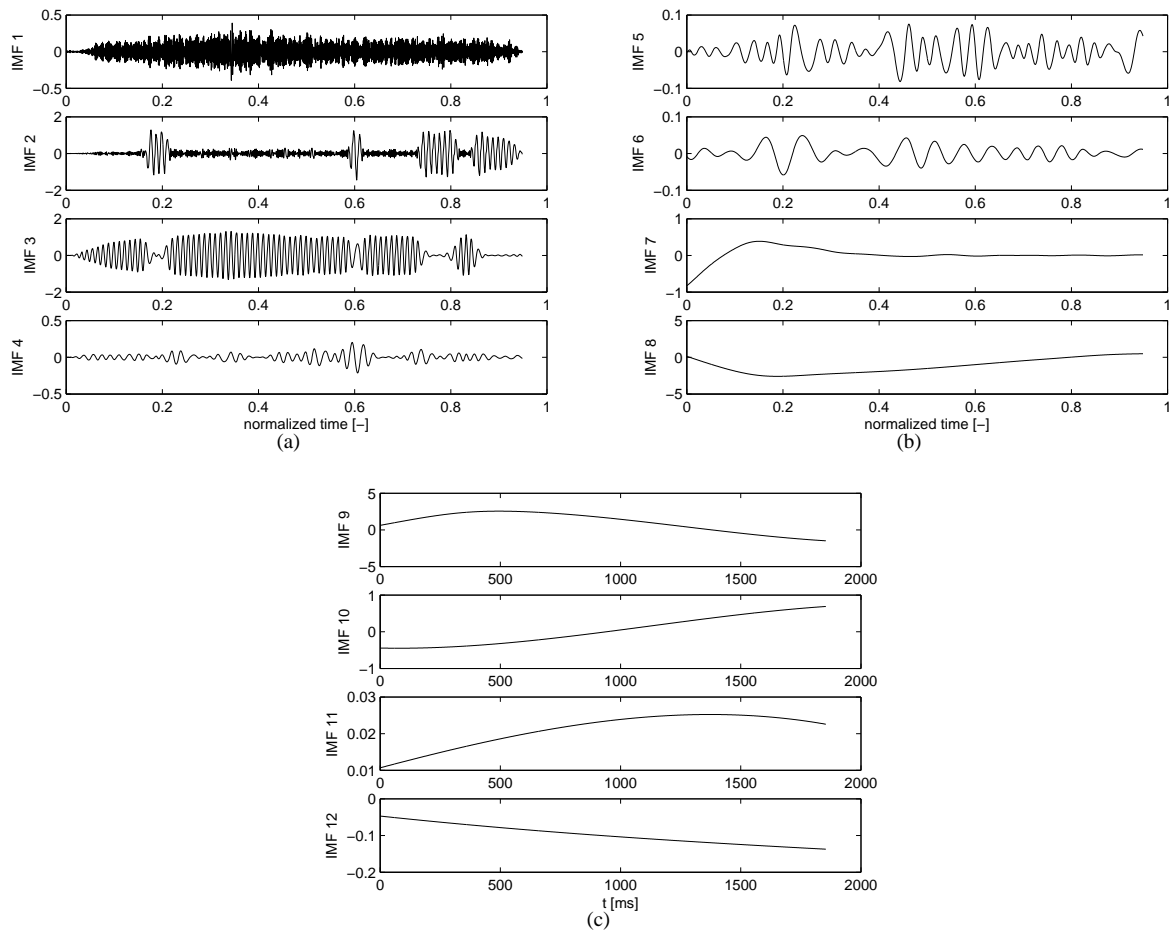 IMF 1
0.5
0
−0.5
0 0.2 0.4 0.6 0.8 1
IMF 2
2
0
−2
0 0.2 0.4 0.6 0.8 1
IMF 3
2
0
−2
0 0.2 0.4 0.6 0.8 1
IMF 4
0.5
0
−0.5
0 0.2 0.4 0.6 0.8 1
normalized time [−]
(a)
IMF 5
0.1
0
−0.1
0 0.2 0.4 0.6 0.8 1
IMF 6
0.1
0
−0.1
0 0.2 0.4 0.6 0.8 1
IMF 7
1
0
−1
0 0.2 0.4 0.6 0.8 1
IMF 8
5
0
−5
0 0.2 0.4 0.6 0.8 1
normalized time [−]
(b)
IMF 9
5
0
−5
0 500 1000 1500 2000
IMF 10
1
0
−1
0 500 1000 1500 2000
IMF 11
0.03
0.02
0.01
0 500 1000 1500 2000
IMF 12
0
−0.1
−0.2
0 500 1000 1500 2000
t [ms]
(c)